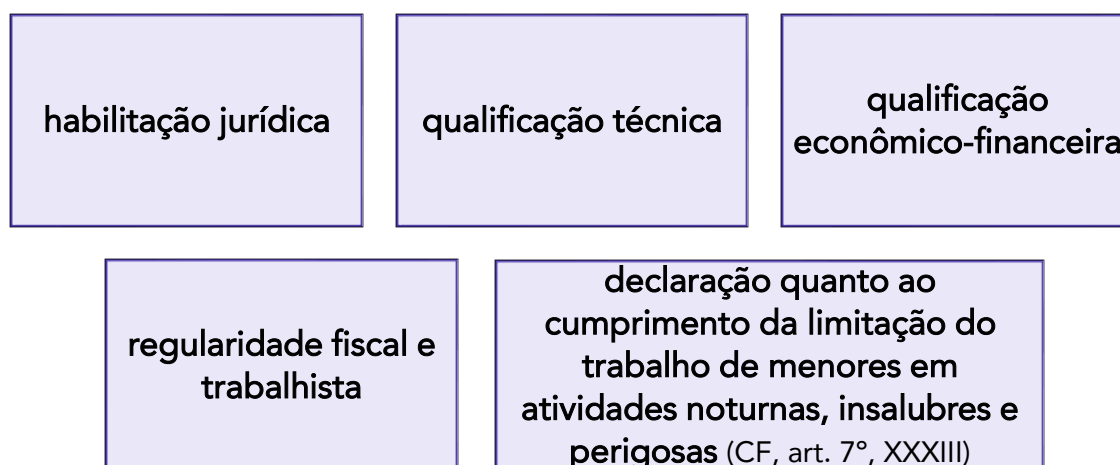 habilitação jurídica
qualificação técnica
qualificação
econômico-financeira
regularidade fiscal e
trabalhista
declaração quanto ao
cumprimento da limitação do
trabalho de menores em
atividades noturnas, insalubres e
perigosas (CF, art. 7º, XXXIII)